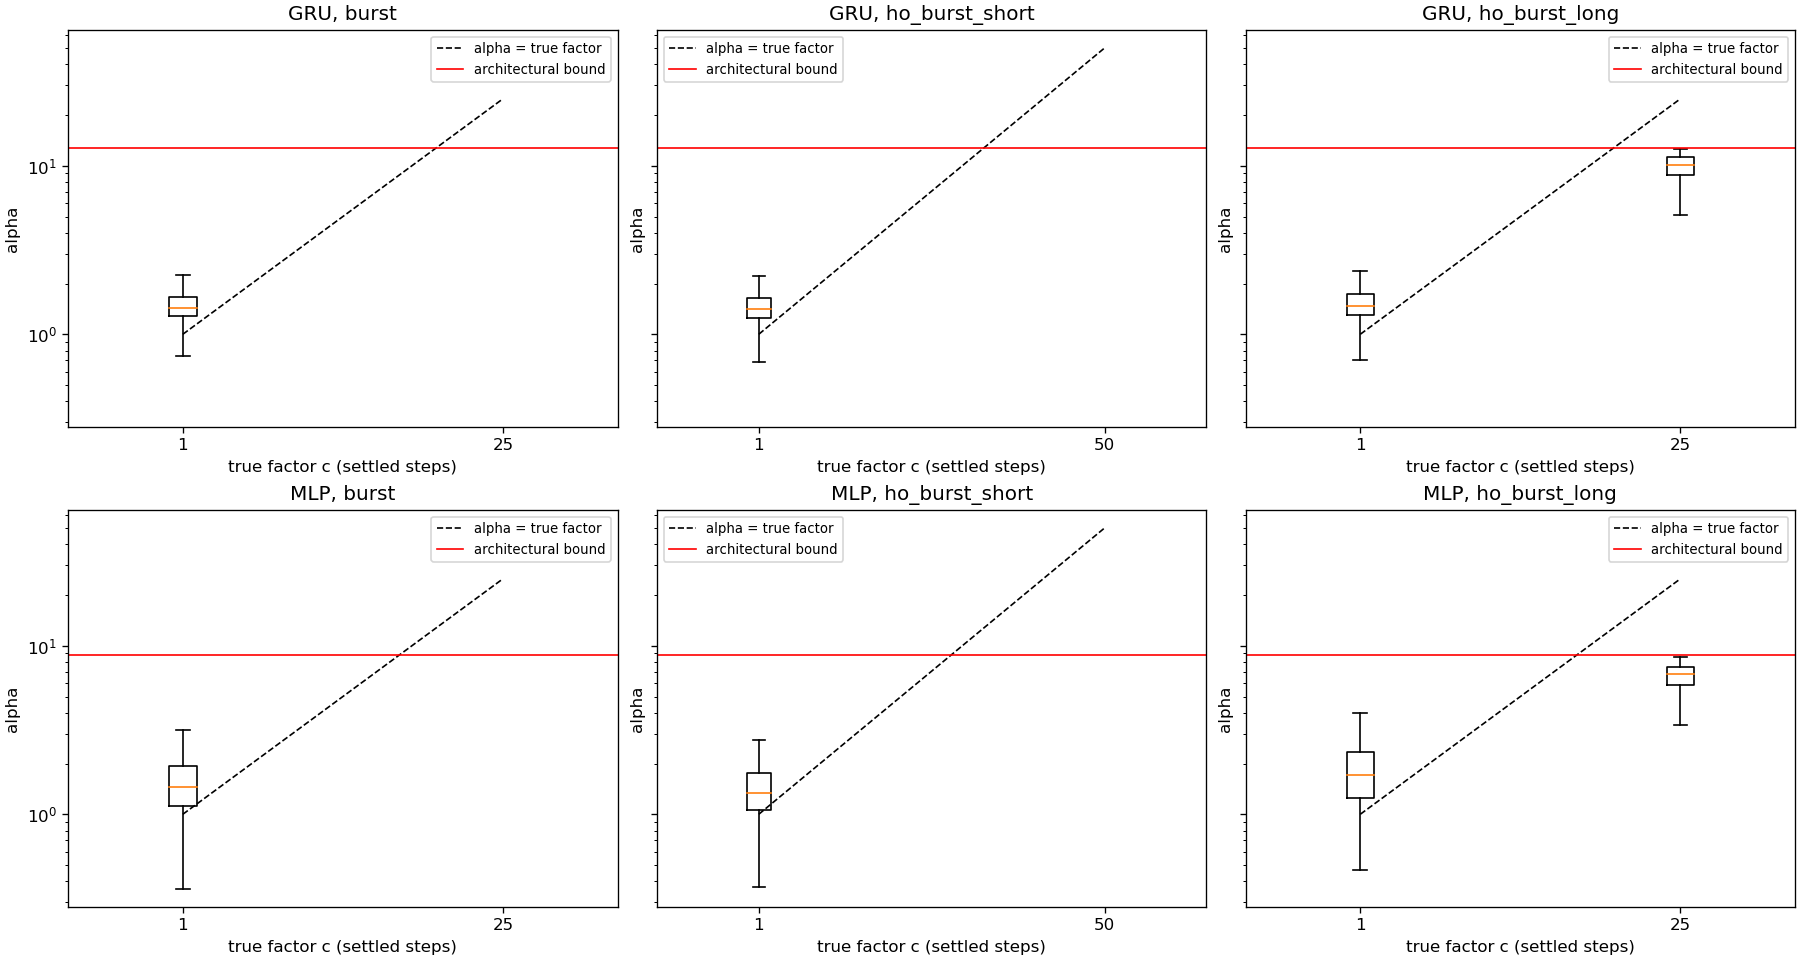 GRU, burst
alpha = true factor
architectural bound
10¹
10⁰
alpha
1
25
true factor c (settled steps)
GRU, ho_burst_short
alpha = true factor
architectural bound
alpha
1
50
true factor c (settled steps)
GRU, ho_burst_long
alpha = true factor
architectural bound
alpha
1
25
true factor c (settled steps)
MLP, burst
alpha = true factor
architectural bound
10¹
10⁰
alpha
1
25
true factor c (settled steps)
MLP, ho_burst_short
alpha = true factor
architectural bound
alpha
1
50
true factor c (settled steps)
MLP, ho_burst_long
alpha = true factor
architectural bound
alpha
1
25
true factor c (settled steps)